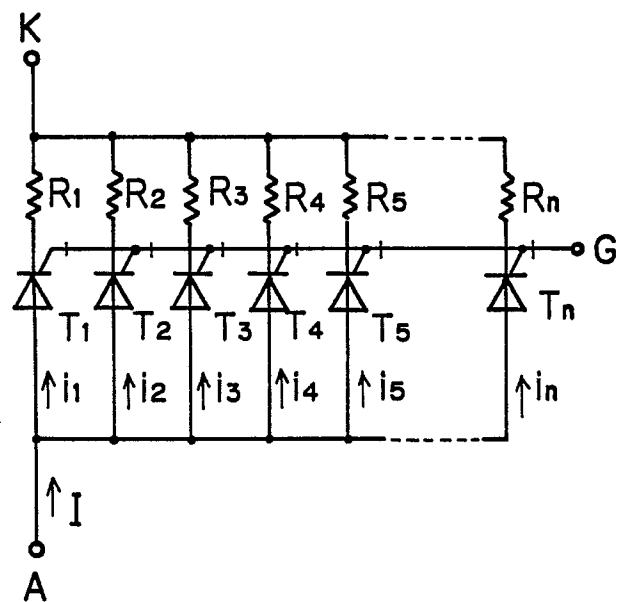 K
R1 R2 R3 R4 R5 Rn
G
T1 T2 T3 T4 T5 Tn
i1 i2 i3 i4 i5 in
I
A